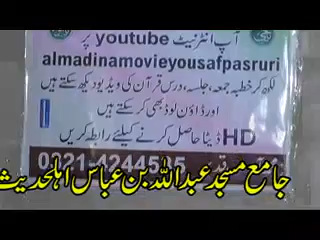 آپ انٹرنیٹ youtube پر
almadinamovieyousafpasruri
لکھ کر خطبہ جمعہ، جلسہ، درس قرآن کی ویڈیو دیکھ سکتے ہیں
اور ڈاؤن لوڈ بھی کر سکتے ہیں
HD ڈیٹا حاصل کرنے کیلئے رابطہ کریں
0321-4244535
جامع مسجد عبداللہ بن عباس اہلحدیث